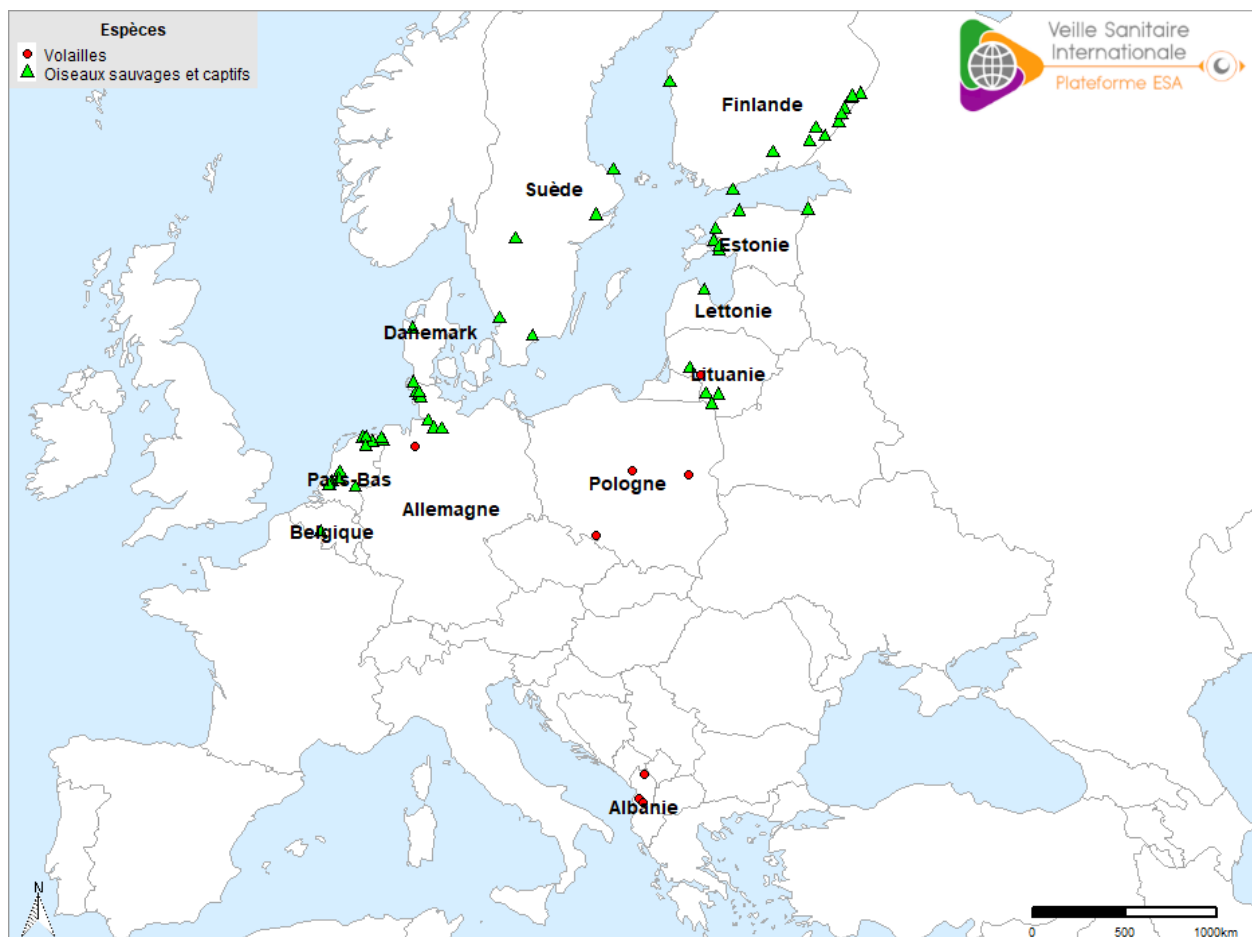 Espèces
Volailles
Oiseaux sauvages et captifs
Veille Sanitaire
Internationale
Plateforme ESA
Finlande
Suède
Estonie
Lettonie
Danemark
Lituanie
Pays-Bas
Pologne
Allemagne
Belgique
Albanie
N
0 500 1000km